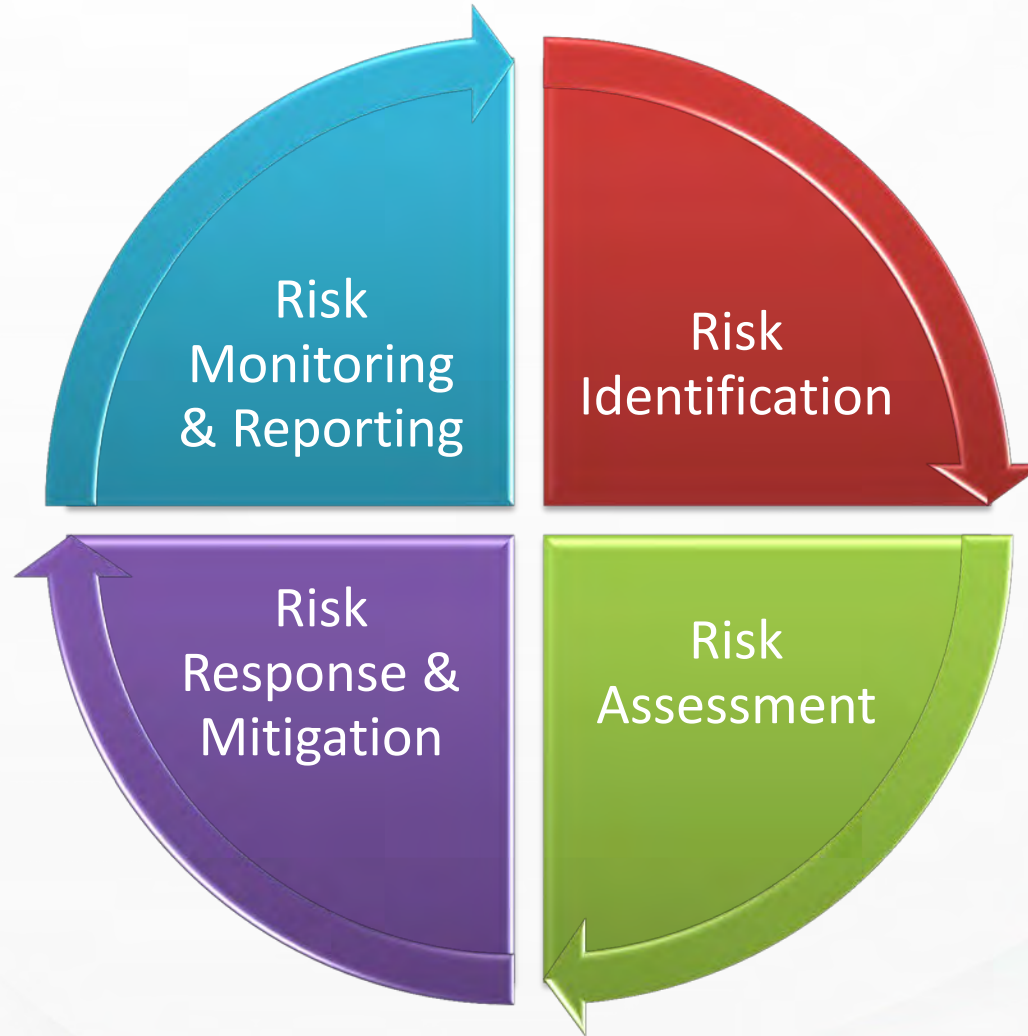 Risk
Monitoring
& Reporting
Risk
Identification
Risk
Response &
Mitigation
Risk
Assessment